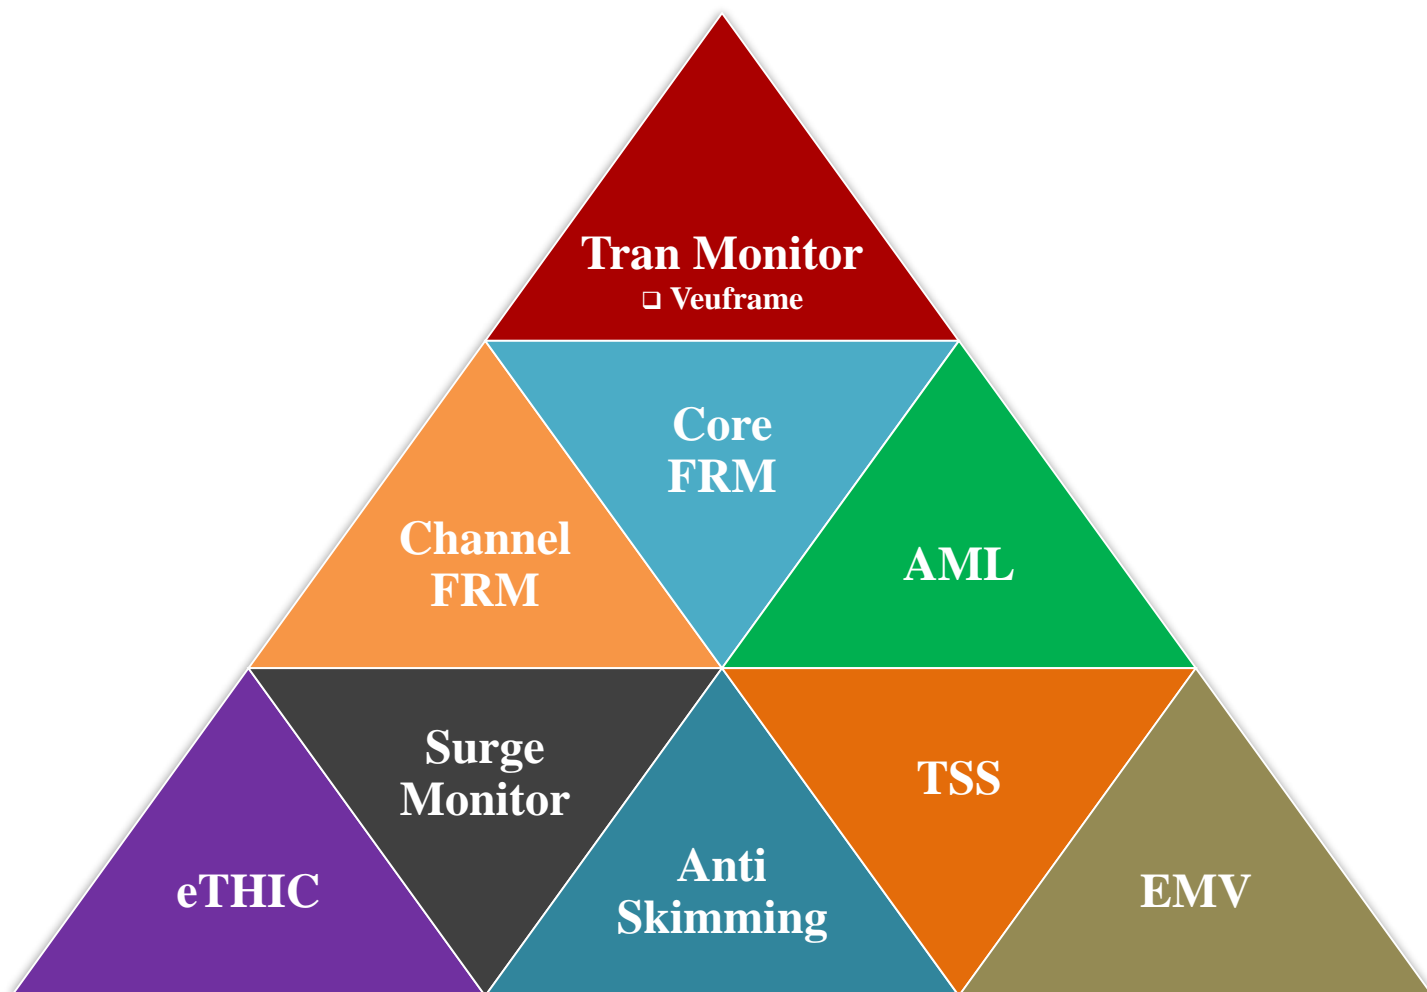 Tran Monitor
❑ Veuframe
Core
FRM
Channel
FRM
AML
Surge
Monitor
TSS
eTHIC
Anti
Skimming
EMV